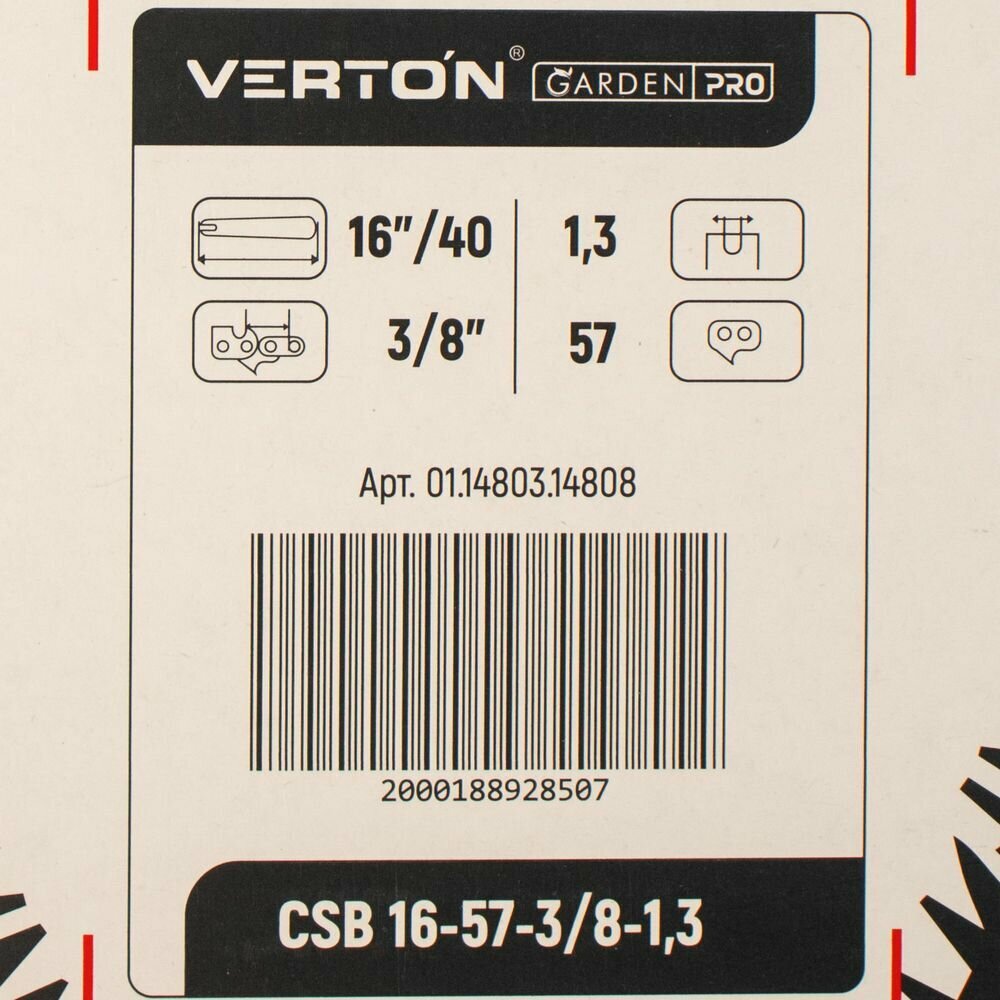 VERTON® GARDEN PRO
16"/40 1,3
3/8" 57
Арт. 01.14803.14808
2000188928507
CSB 16-57-3/8-1,3